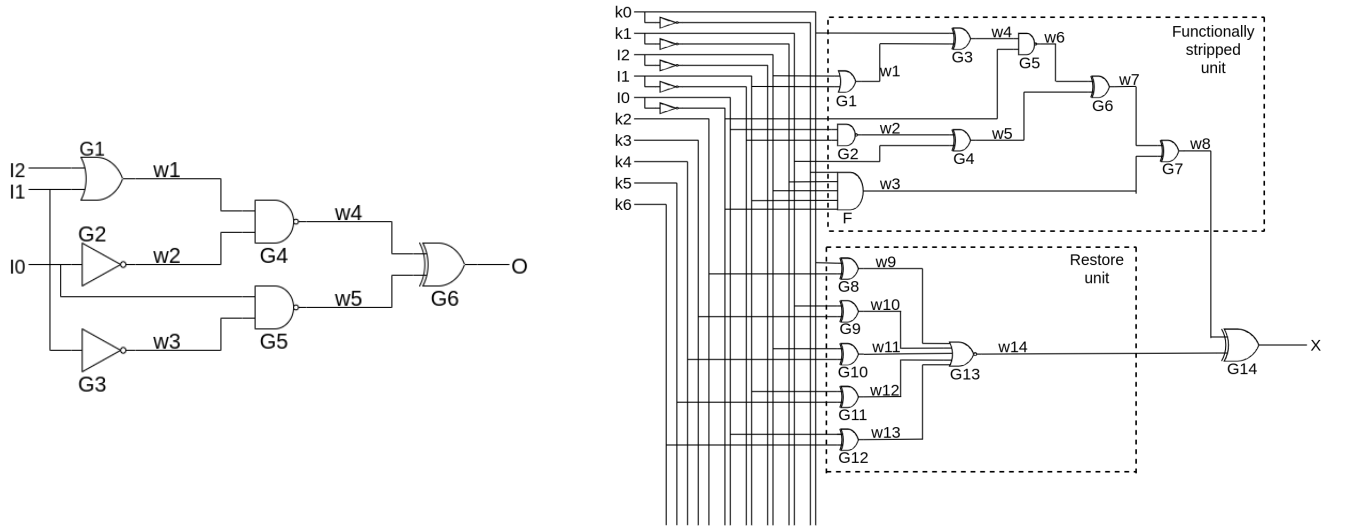 G1
I2
w1
I1
G2
w4
w2
G4
I0
O
w5
G6
w3
G5
G3
k0
k1
I2
I1
I0
k2
k3
k4
k5
k6
Functionally
stripped
unit
w4
w6
G3
G5
w1
w7
G1
G6
w2
w5
w8
G2
G4
G7
w3
F
Restore
unit
w9
G8
w10
G9
w11
w14
X
G10
G13
G14
w12
G11
w13
G12